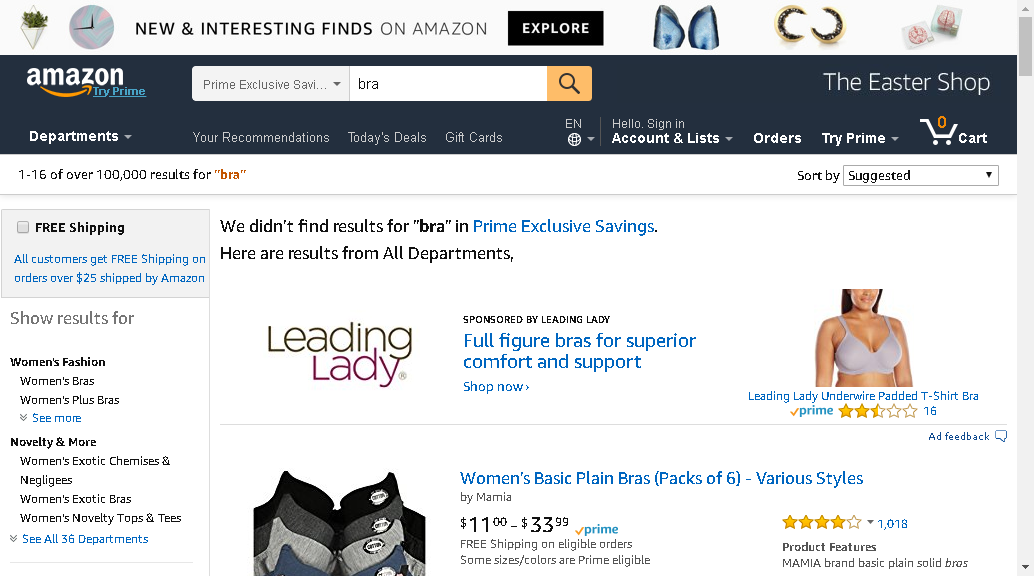 NEW & INTERESTING FINDS ON AMAZON EXPLORE
amazon
Try Prime
Prime Exclusive Savi... bra
The Easter Shop
Departments
Your Recommendations Today's Deals Gift Cards
EN
Hello. Sign in
Account & Lists
Orders
Try Prime
0
Cart
1-16 of over 100,000 results for "bra"
Sort by Suggested
FREE Shipping
All customers get FREE Shipping on
orders over $25 shipped by Amazon
Show results for
Women's Fashion
Women's Bras
Women's Plus Bras
See more
Novelty & More
Women's Exotic Chemises &
Negligees
Women's Exotic Bras
Women's Novelty Tops & Tees
See All 36 Departments
We didn't find results for "bra" in Prime Exclusive Savings.
Here are results from All Departments,
Leading
Lady®
SPONSORED BY LEADING LADY
Full figure bras for superior
comfort and support
Shop now ›
Leading Lady Underwire Padded T-Shirt Bra
prime 16
Ad feedback
Women's Basic Plain Bras (Packs of 6) - Various Styles
by Mamia
$11.00 - $33.99 prime
FREE Shipping on eligible orders
Some sizes/colors are Prime eligible
1,018
Product Features
MAMIA brand basic plain solid bras
COTTON
COTTON
COTTON